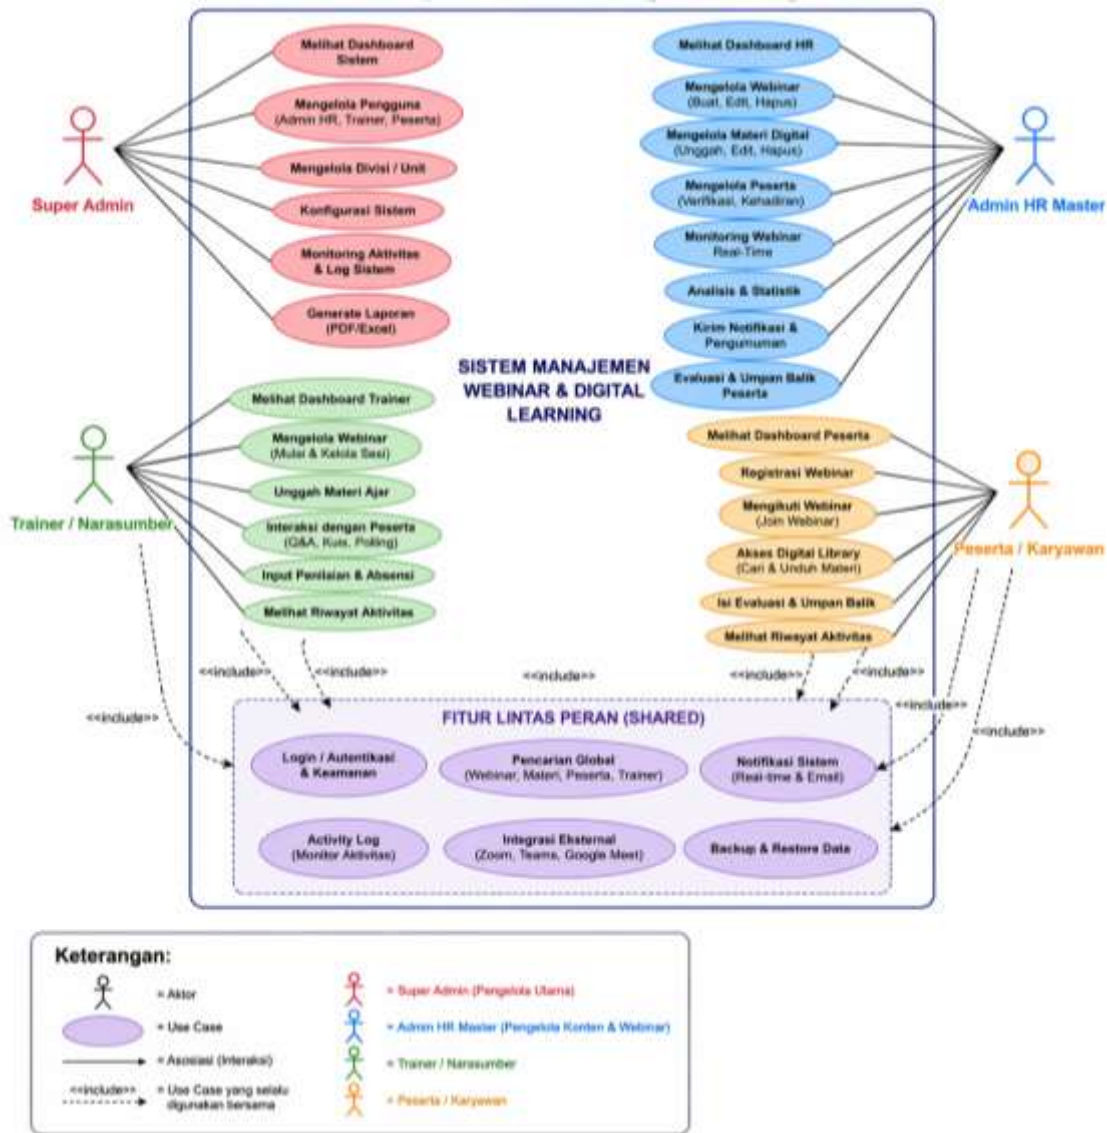 Melihat Dashboard
Sistem
Mengelola Pengguna
(Admin HR, Trainer, Peserta)
Mengelola Divisi / Unit
Konfigurasi Sistem
Monitoring Aktivitas
& Log Sistem
Generate Laporan
(PDF/Excel)
Super Admin
Melihat Dashboard HR
Mengelola Webinar
(Buat, Edit, Hapus)
Mengelola Materi Digital
(Unggah, Edit, Hapus)
Mengelola Peserta
(Verifikasi, Kehadiran)
Monitoring Webinar
Real-Time
Analisis & Statistik
Kirim Notifikasi &
Pengumuman
Evaluasi & Umpan Balik
Peserta
Admin HR Master
SISTEM MANAJEMEN
WEBINAR & DIGITAL
LEARNING
Melihat Dashboard Trainer
Mengelola Webinar
(Mulai & Kelola Sesi)
Unggah Materi Ajar
Interaksi dengan Peserta
(Q&A, Kuis, Polling)
Input Penilaian & Absensi
Melihat Riwayat Aktivitas
Trainer / Narasumber
Melihat Dashboard Peserta
Registrasi Webinar
Mengikuti Webinar
(Join Webinar)
Akses Digital Library
(Cari & Unduh Materi)
Isi Evaluasi & Umpan Balik
Melihat Riwayat Aktivitas
Peserta / Karyawan
<<include>>
<<include>>
<<include>>
<<include>>
<<include>>
<<include>>
<<include>>
<<include>>
FITUR LINTAS PERAN (SHARED)
Login / Autentikasi
& Keamanan
Pencarian Global
(Webinar, Materi, Peserta, Trainer)
Notifikasi Sistem
(Real-time & Email)
Activity Log
(Monitor Aktivitas)
Integrasi Eksternal
(Zoom, Teams, Google Meet)
Backup & Restore Data
Keterangan:
= Aktor
= Use Case
= Asosiasi (Interaksi)
<<include>>
= Use Case yang selalu
digunakan bersama
= Super Admin (Pengelola Utama)
= Admin HR Master (Pengelola Konten & Webinar)
= Trainer / Narasumber
= Peserta / Karyawan